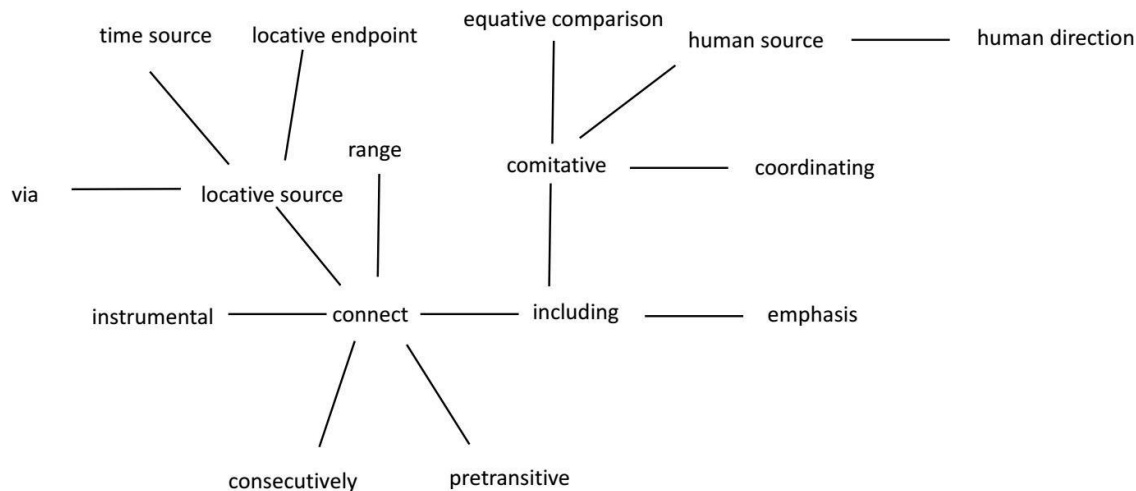 equative comparison
time source
locative endpoint
human source
human direction
range
comitative
coordinating
via
locative source
instrumental
connect
including
emphasis
consecutively
pretransitive